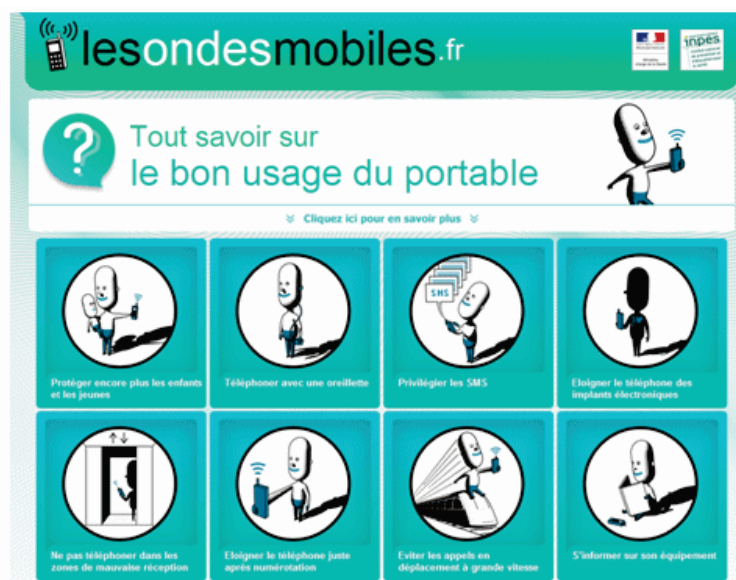 lesondesmobiles.fr
inpes
?
Tout savoir sur
le bon usage du portable
Cliquez ici pour en savoir plus
SMS
Protéger encore plus les enfants
et les jeunes
Téléphoner avec une oreillette
Privilégier les SMS
Eloigner le téléphone des
implants électroniques
Ne pas téléphoner dans les
zones de mauvaise réception
Eloigner le téléphone juste
après numérotation
Eviter les appels en
déplacement à grande vitesse
S'informer sur son équipement